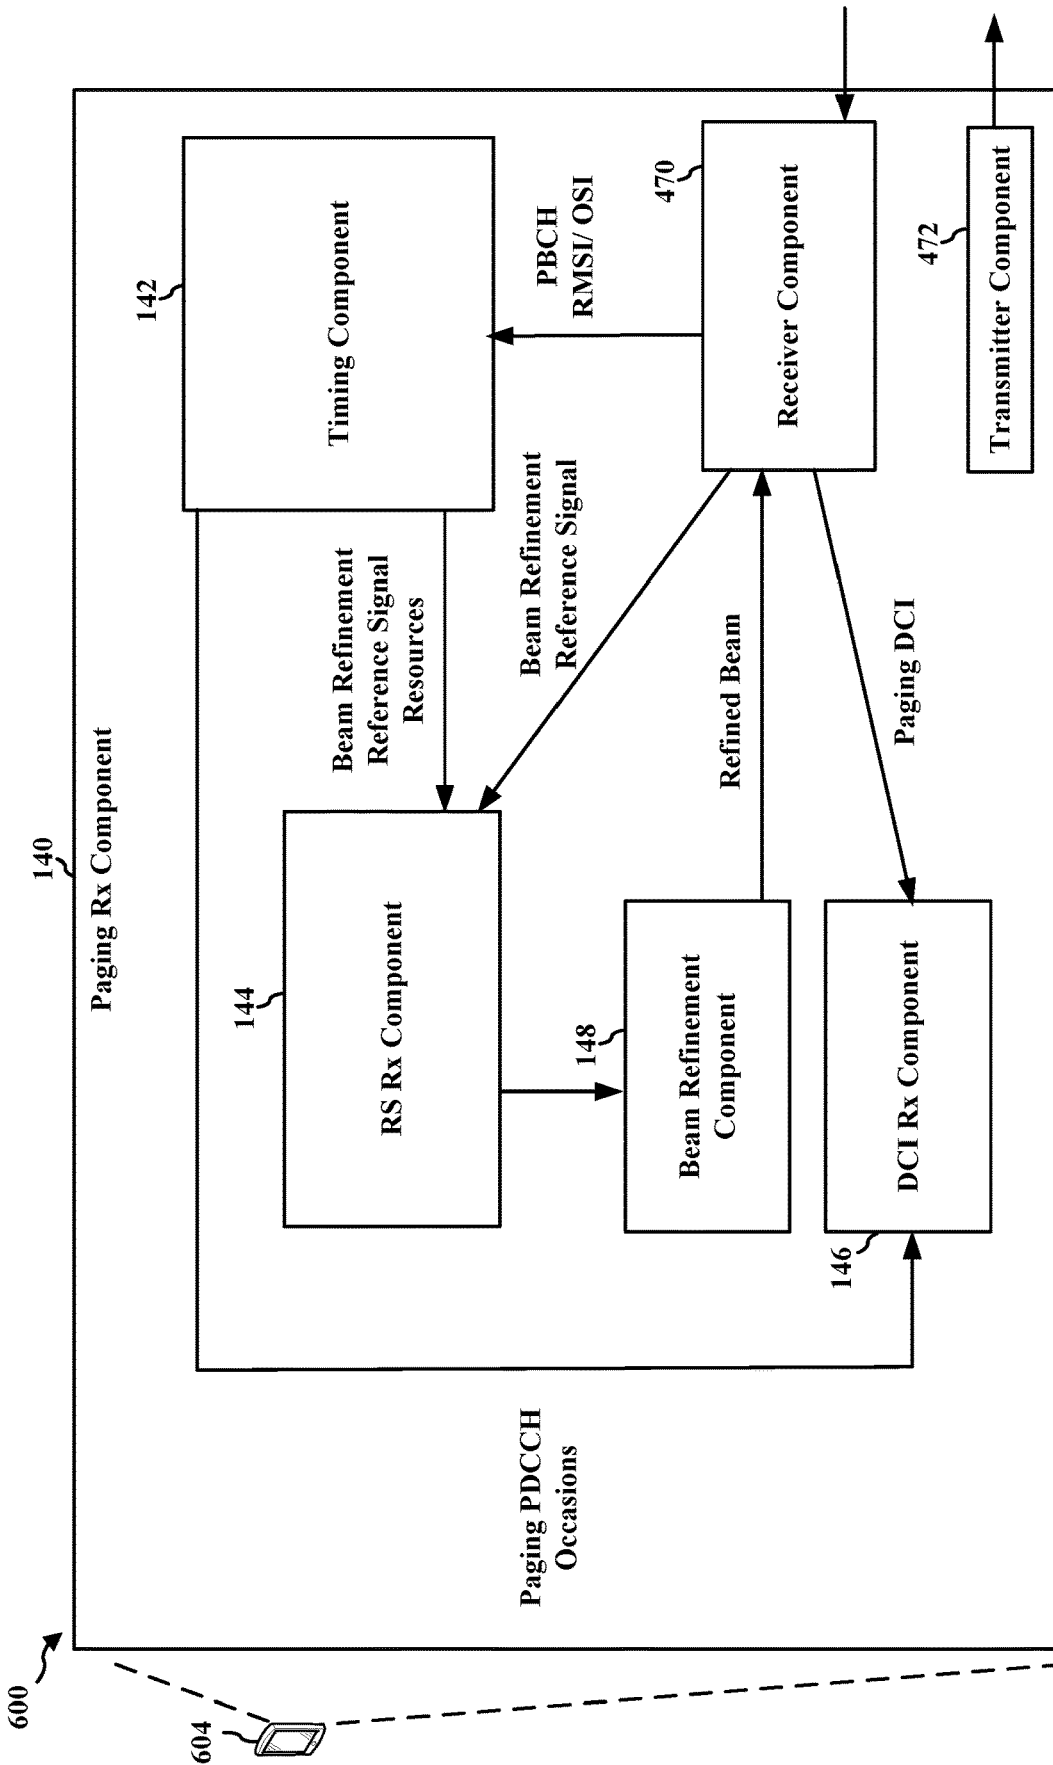 600
604
140
Paging Rx Component
142
Timing Component
Beam Refinement
Reference Signal
Resources
144
RS Rx Component
Beam Refinement
Reference Signal
PBCH
RMSI/ OSI
Paging PDCCH
Occasions
148
Beam Refinement
Component
Refined Beam
470
Receiver Component
146
DCI Rx Component
Paging DCI
472
Transmitter Component